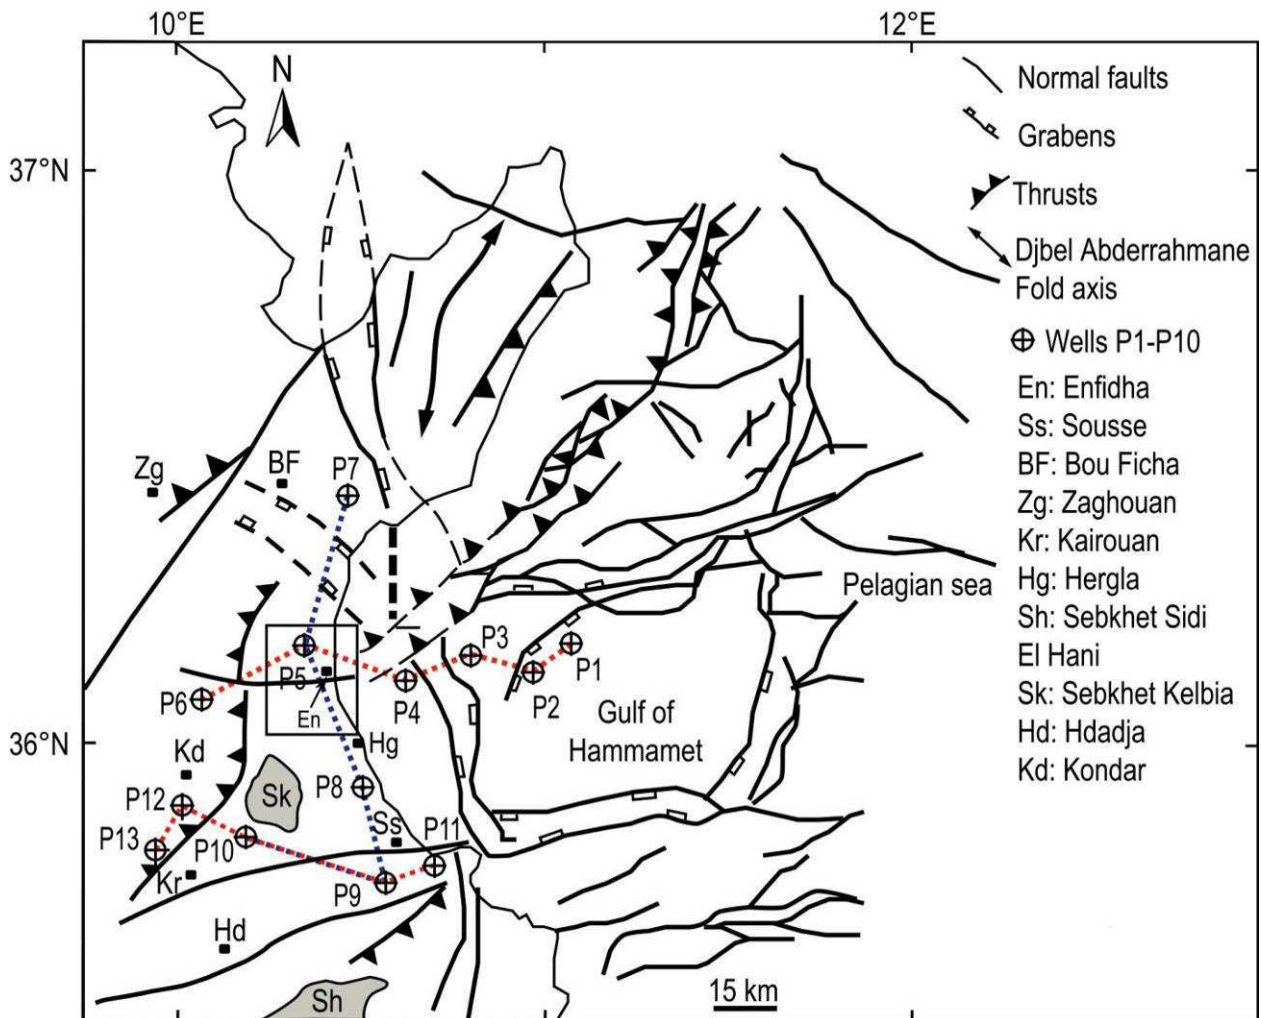 10°E
12°E
N
37°N
36°N
Normal faults
Grabens
Thrusts
Djbel Abderrahmane
Fold axis
Wells P1-P10
En: Enfidha
Ss: Sousse
BF: Bou Ficha
Zg: Zaghouan
Kr: Kairouan
Hg: Hergla
Sh: Sebkhet Sidi
El Hani
Sk: Sebkhet Kelbia
Hd: Hdadja
Kd: Kondar
Zg
BF
P7
Pelagian sea
P3
P1
P5
P6
P4
P2
En
Gulf of
Hammamet
Hg
Kd
P12
Sk
P8
Ss
P11
P13
P10
Kr
P9
Hd
Sh
15 km